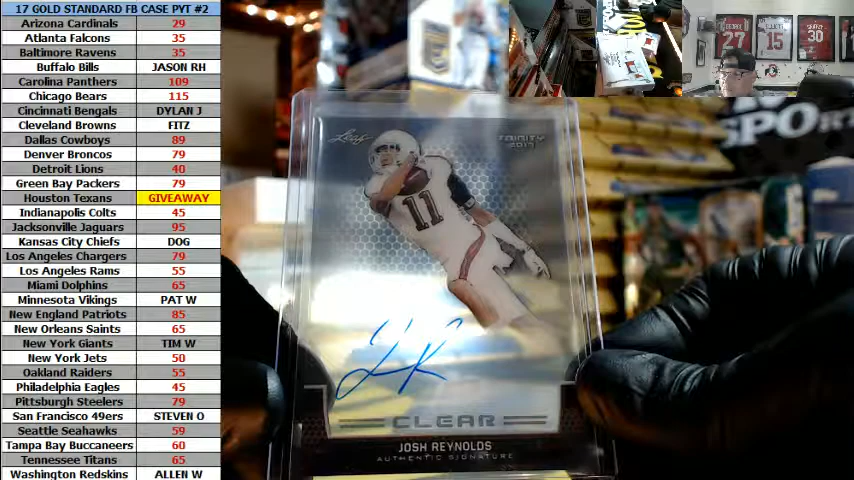 17 GOLD STANDARD FB CASE PYT #2
Arizona Cardinals 29
Atlanta Falcons 35
Baltimore Ravens 35
Buffalo Bills JASON RH
Carolina Panthers 109
Chicago Bears 115
Cincinnati Bengals DYLAN J
Cleveland Browns FITZ
Dallas Cowboys 89
Denver Broncos 79
Detroit Lions 40
Green Bay Packers 79
Houston Texans GIVEAWAY
Indianapolis Colts 45
Jacksonville Jaguars 95
Kansas City Chiefs DOG
Los Angeles Chargers 79
Los Angeles Rams 55
Miami Dolphins 65
Minnesota Vikings PAT W
New England Patriots 85
New Orleans Saints 65
New York Giants TIM W
New York Jets 50
Oakland Raiders 55
Philadelphia Eagles 45
Pittsburgh Steelers 79
San Francisco 49ers STEVEN O
Seattle Seahawks 59
Tampa Bay Buccaneers 60
Tennessee Titans 65
Washington Redskins ALLEN W
Leaf
TRINITY
2017
11
CLEAR
JOSH REYNOLDS
AUTHENTIC SIGNATURE
27
15
30
SPORT